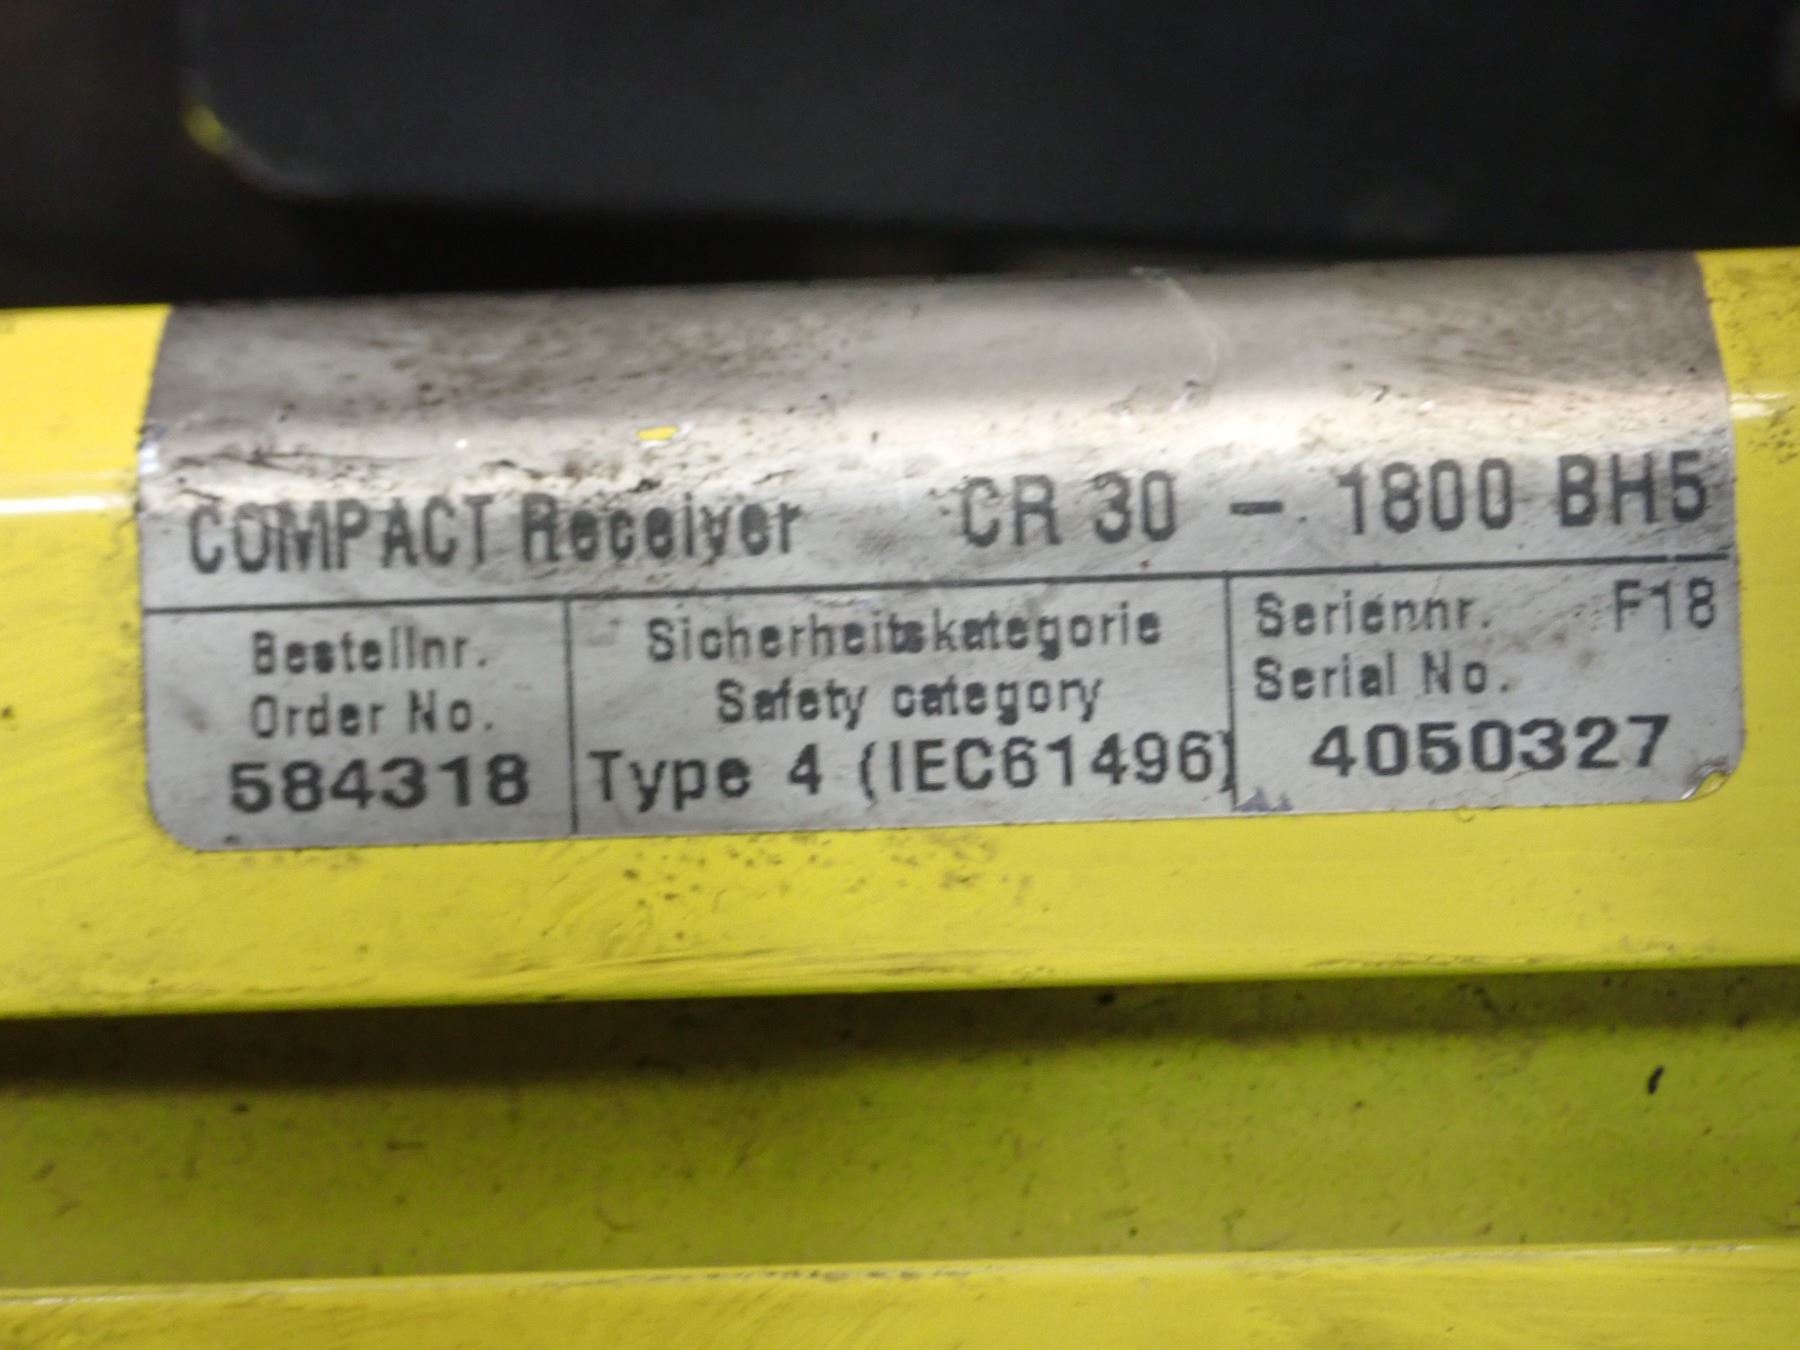 COMPACT Receiver CR 30 - 1800 BH5
Bestellnr.
Order No.
584318
Sicherheitskategorie
Safety category
Type 4 (IEC61496)
Seriennr. F18
Serial No.
4050327